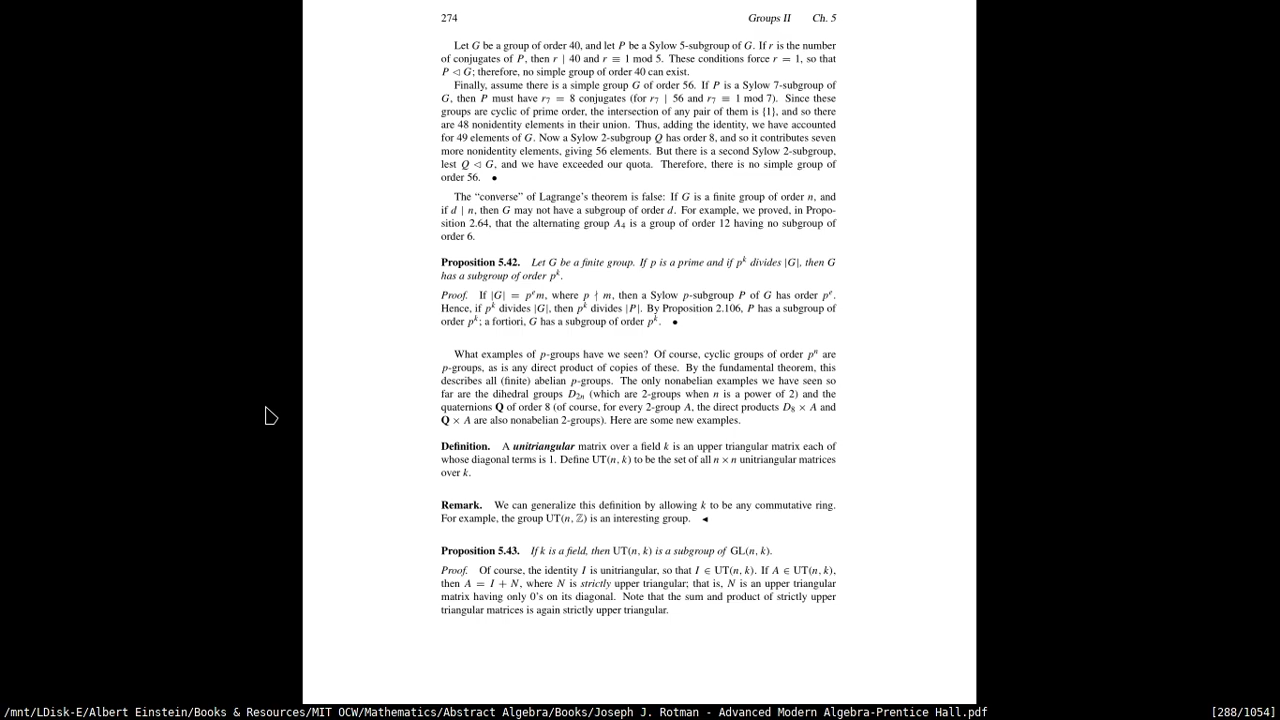 274
Groups II Ch. 5
Let G be a group of order 40, and let P be a Sylow 5-subgroup of G. If r is the number
of conjugates of P, then r | 40 and r ≡ 1 mod 5. These conditions force r = 1, so that
P ◁ G; therefore, no simple group of order 40 can exist.
Finally, assume there is a simple group G of order 56. If P is a Sylow 7-subgroup of
G, then P must have r₇ = 8 conjugates (for r₇ | 56 and r₇ ≡ 1 mod 7). Since these
groups are cyclic of prime order, the intersection of any pair of them is {1}, and so there
are 48 nonidentity elements in their union. Thus, adding the identity, we have accounted
for 49 elements of G. Now a Sylow 2-subgroup Q has order 8, and so it contributes seven
more nonidentity elements, giving 56 elements. But there is a second Sylow 2-subgroup,
lest Q ◁ G, and we have exceeded our quota. Therefore, there is no simple group of
order 56. •
The “converse” of Lagrange’s theorem is false: If G is a finite group of order n, and
if d | n, then G may not have a subgroup of order d. For example, we proved, in Propo-
sition 2.64, that the alternating group A₄ is a group of order 12 having no subgroup of
order 6.
Proposition 5.42. Let G be a finite group. If p is a prime and if pᵏ divides |G|, then G
has a subgroup of order pᵏ.
Proof. If |G| = pᵉm, where p ∤ m, then a Sylow p-subgroup P of G has order pᵉ.
Hence, if pᵏ divides |G|, then pᵏ divides |P|. By Proposition 2.106, P has a subgroup of
order pᵏ; a fortiori, G has a subgroup of order pᵏ. •
What examples of p-groups have we seen? Of course, cyclic groups of order pⁿ are
p-groups, as is any direct product of copies of these. By the fundamental theorem, this
describes all (finite) abelian p-groups. The only nonabelian examples we have seen so
far are the dihedral groups D₂ₙ (which are 2-groups when n is a power of 2) and the
quaternions Q of order 8 (of course, for every 2-group A, the direct products D₈ × A and
Q × A are also nonabelian 2-groups). Here are some new examples.
Definition. A unitriangular matrix over a field k is an upper triangular matrix each of
whose diagonal terms is 1. Define UT(n, k) to be the set of all n × n unitriangular matrices
over k.
Remark. We can generalize this definition by allowing k to be any commutative ring.
For example, the group UT(n, ℤ) is an interesting group. ◄
Proposition 5.43. If k is a field, then UT(n, k) is a subgroup of GL(n, k).
Proof. Of course, the identity I is unitriangular, so that I ∈ UT(n, k). If A ∈ UT(n, k),
then A = I + N, where N is strictly upper triangular; that is, N is an upper triangular
matrix having only 0’s on its diagonal. Note that the sum and product of strictly upper
triangular matrices is again strictly upper triangular.
/mnt/LDisk-E/Albert Einstein/Books & Resources/MIT OCW/Mathematics/Abstract Algebra/Books/Joseph J. Rotman - Advanced Modern Algebra-Prentice Hall.pdf
[288/1054]